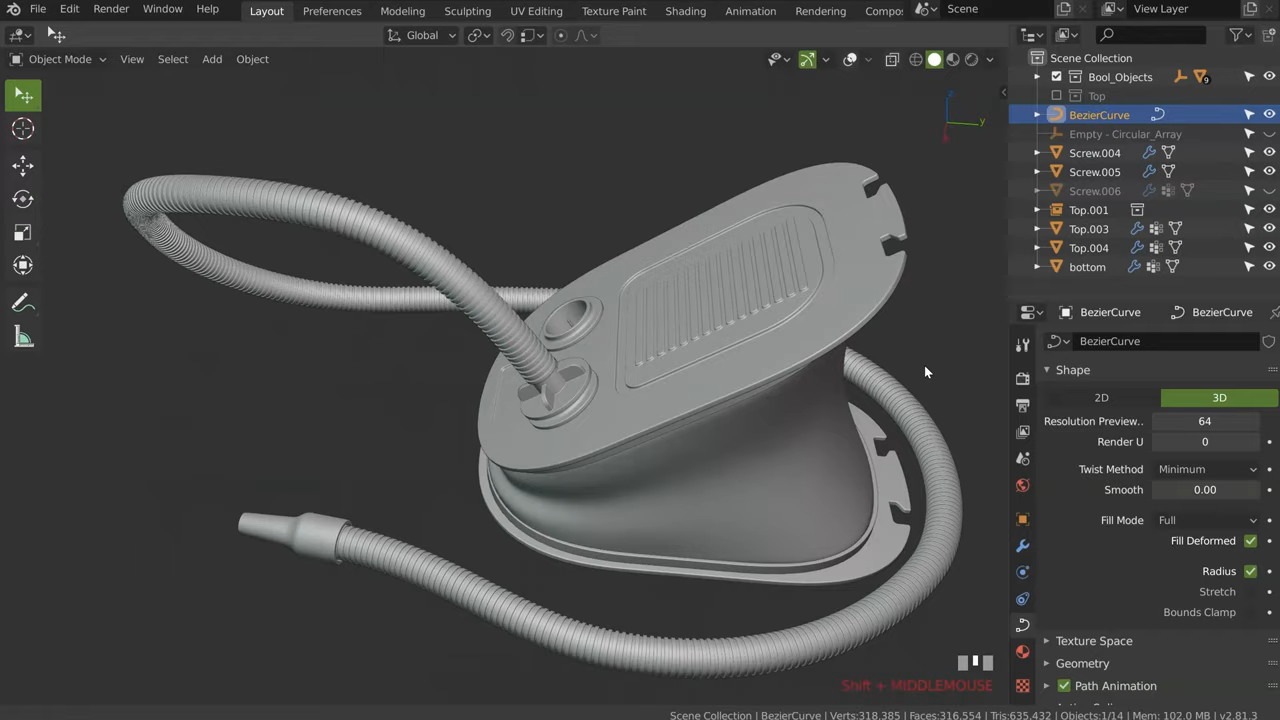 File Edit Render Window Help Layout Preferences Modeling Sculpting UV Editing Texture Paint Shading Animation Rendering Compos Scene View Layer
Global
Object Mode View Select Add Object
z
y
Scene Collection
Bool_Objects 9
Top
BezierCurve
Empty - Circular_Array
Screw.004
Screw.005
Screw.006
Top.001
Top.003
Top.004
bottom
BezierCurve BezierCurve
BezierCurve
Shape
2D 3D
Resolution Preview.. 64
Render U 0
Twist Method Minimum
Smooth 0.00
Fill Mode Full
Fill Deformed
Radius
Stretch
Bounds Clamp
Texture Space
Geometry
Path Animation
Shift + MIDDLEMOUSE
Scene Collection | BezierCurve | Verts:318.385 | Faces:316.554 | Tris:635.432 | Objects:1/14 | Mem: 102.0 MB | v2.81.3